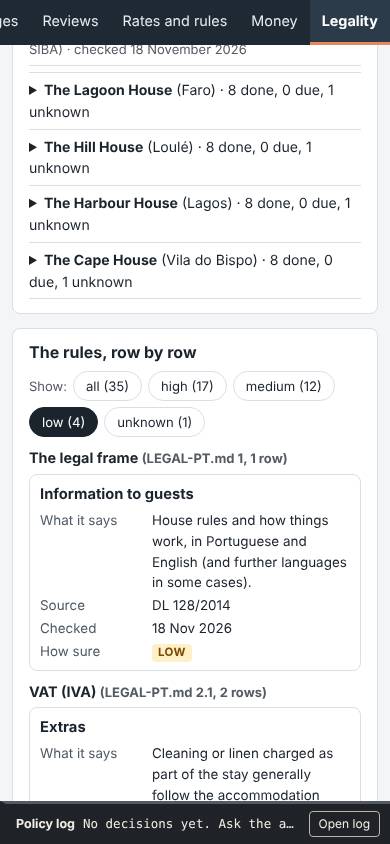 ges Reviews Rates and rules Money Legality
SIBA) · checked 18 November 2026
▶ The Lagoon House (Faro) · 8 done, 0 due, 1
unknown
▶ The Hill House (Loulé) · 8 done, 0 due, 1
unknown
▶ The Harbour House (Lagos) · 8 done, 0 due, 1
unknown
▶ The Cape House (Vila do Bispo) · 8 done, 0
due, 1 unknown
The rules, row by row
Show: all (35) high (17) medium (12)
low (4) unknown (1)
The legal frame (LEGAL-PT.md 1, 1 row)
Information to guests
What it says House rules and how things
work, in Portuguese and
English (and further languages
in some cases).
Source DL 128/2014
Checked 18 Nov 2026
How sure LOW
VAT (IVA) (LEGAL-PT.md 2.1, 2 rows)
Extras
What it says Cleaning or linen charged as
part of the stay generally
follow the accommodation
Policy log No decisions yet. Ask the a… Open log